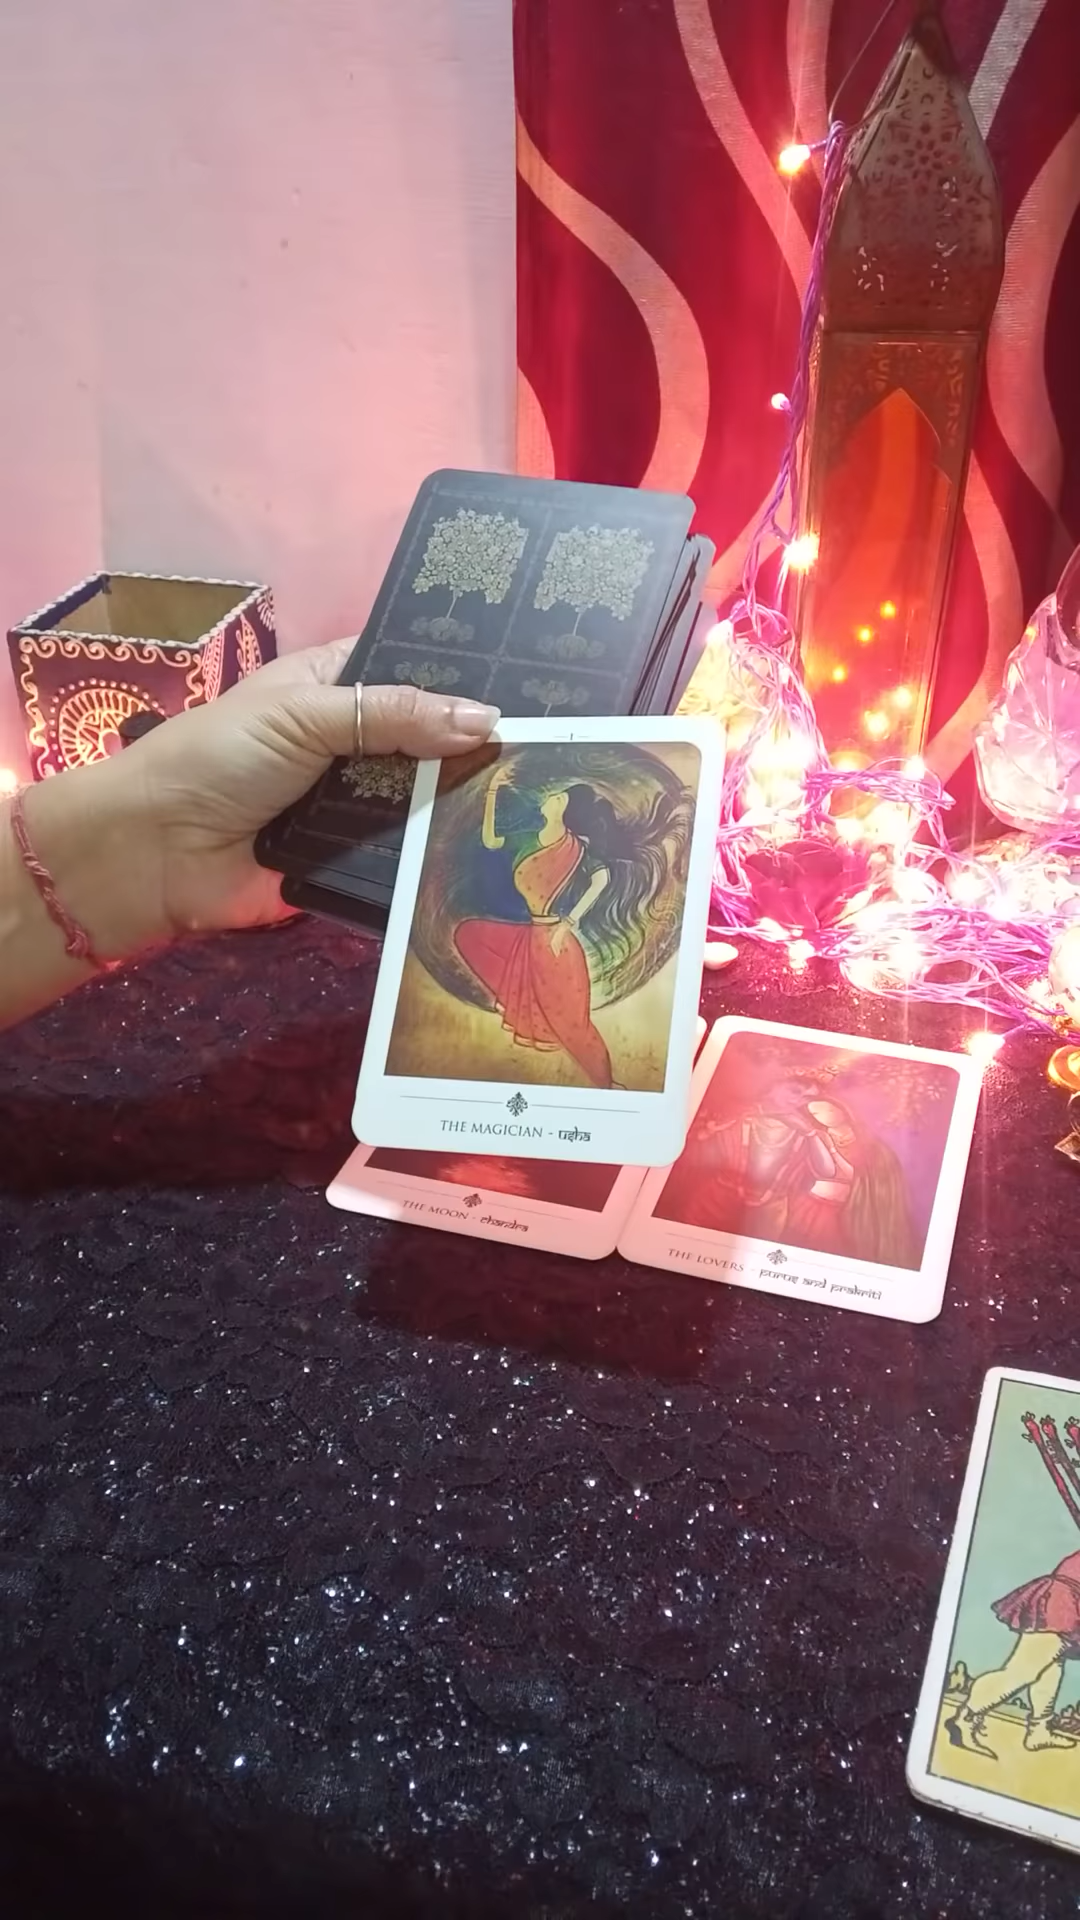 I
THE MAGICIAN - usha
THE MOON - chandra
THE LOVERS - purus and prakriti